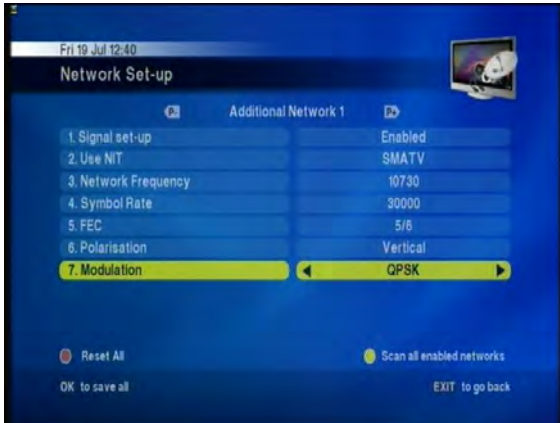 Fri 19 Jul 12:40
Network Set-up
P- Additional Network 1 P+
1. Signal set-up Enabled
2. Use NIT SMATV
3. Network Frequency 10730
4. Symbol Rate 30000
5. FEC 5/6
6. Polarisation Vertical
7. Modulation QPSK
Reset All Scan all enabled networks
OK to save all EXIT to go back